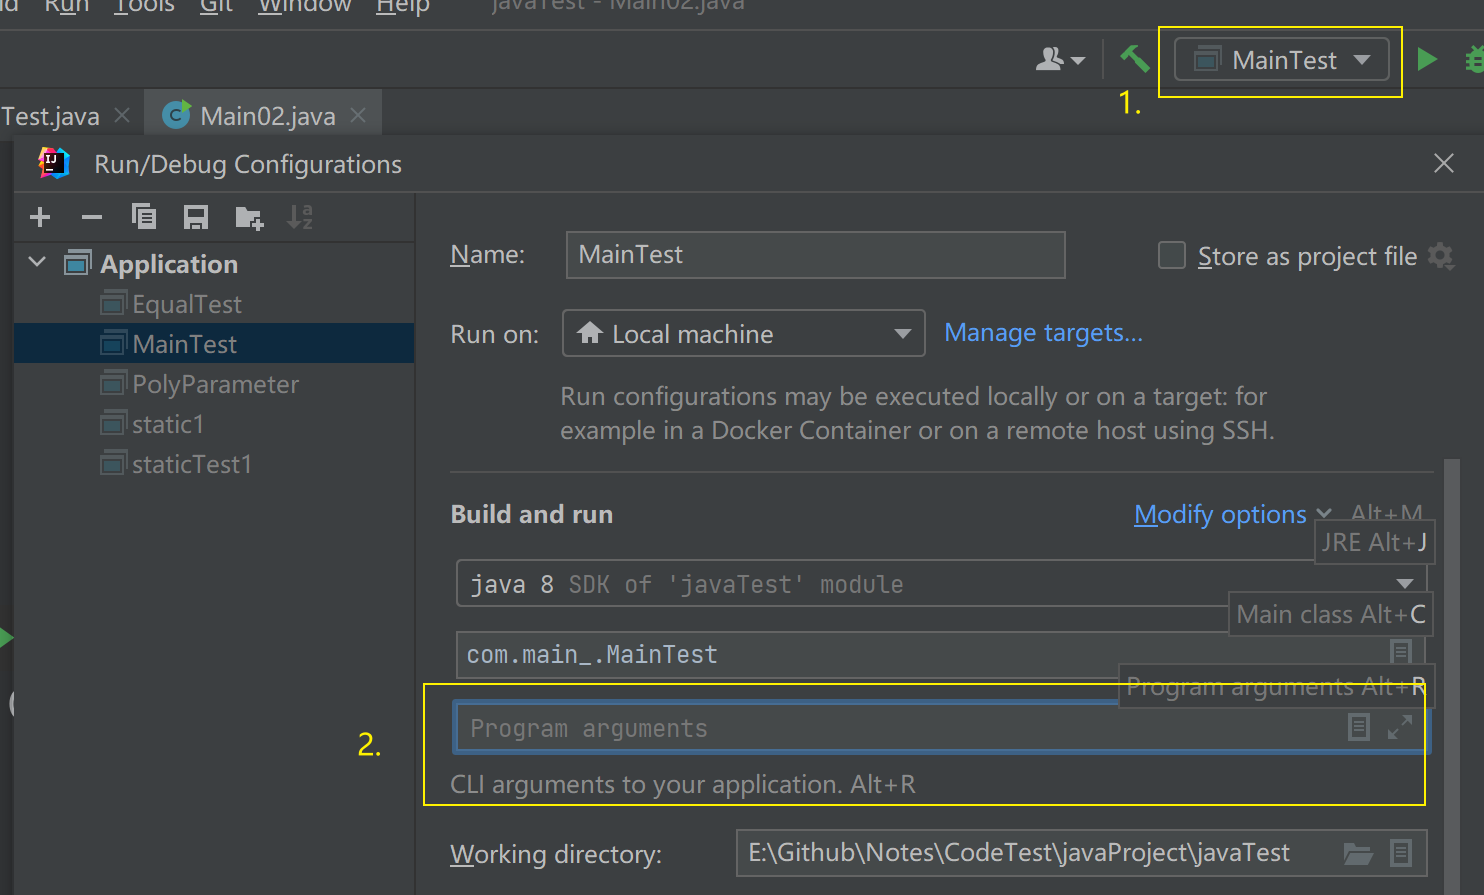 Run Tools Git Window Help javaTest - Main02.java
MainTest
1.
Test.java Main02.java
Run/Debug Configurations
Application
EqualTest
MainTest
PolyParameter
static1
staticTest1
Name: MainTest Store as project file
Run on: Local machine Manage targets...
Run configurations may be executed locally or on a target: for
example in a Docker Container or on a remote host using SSH.
Build and run Modify options Alt+M
JRE Alt+J
java 8 SDK of 'javaTest' module
Main class Alt+C
com.main_.MainTest
Program arguments Alt+R
2.
Program arguments
CLI arguments to your application. Alt+R
Working directory: E:\Github\Notes\CodeTest\javaProject\javaTest